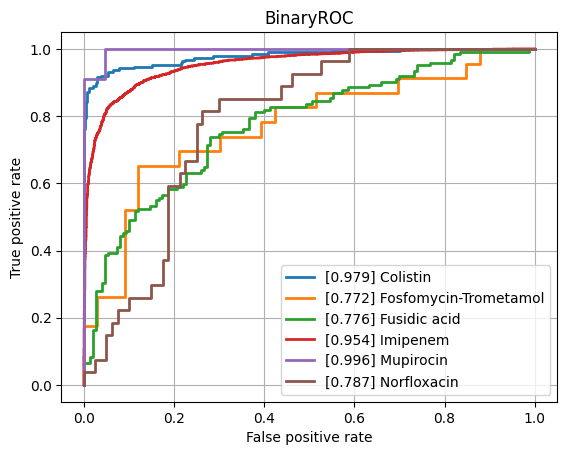 BinaryROC
True positive rate
1.0
0.8
0.6
0.4
0.2
0.0
[0.979] Colistin
[0.772] Fosfomycin-Trometamol
[0.776] Fusidic acid
[0.954] Imipenem
[0.996] Mupirocin
[0.787] Norfloxacin
0.0 0.2 0.4 0.6 0.8 1.0
False positive rate